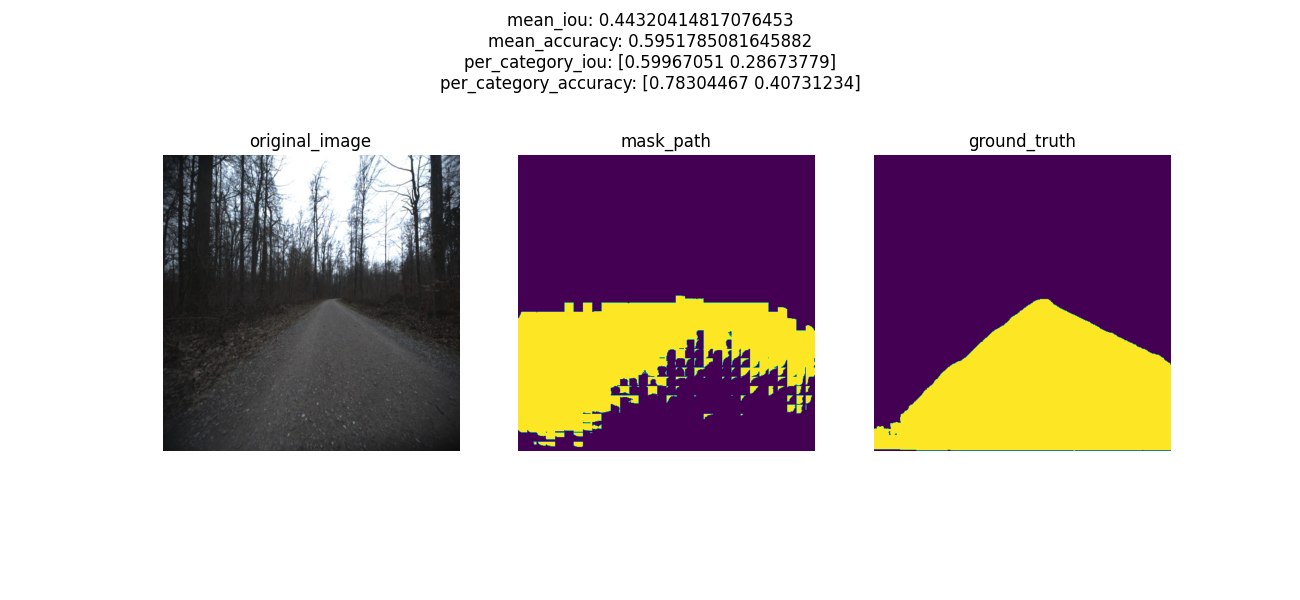 mean_iou: 0.44320414817076453
mean_accuracy: 0.5951785081645882
per_category_iou: [0.59967051 0.28673779]
per_category_accuracy: [0.78304467 0.40731234]
original_image
mask_path
ground_truth